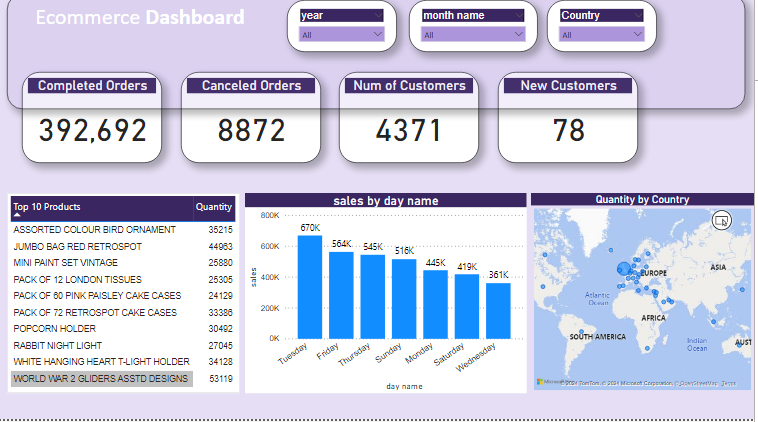 Ecommerce Dashboard
year
All
month name
All
Country
All
Completed Orders
392,692
Canceled Orders
8872
Num of Customers
4371
New Customers
78
Top 10 Products Quantity
ASSORTED COLOUR BIRD ORNAMENT 35215
JUMBO BAG RED RETROSPOT 44963
MINI PAINT SET VINTAGE 25880
PACK OF 12 LONDON TISSUES 25305
PACK OF 60 PINK PAISLEY CAKE CASES 24129
PACK OF 72 RETROSPOT CAKE CASES 33386
POPCORN HOLDER 30492
RABBIT NIGHT LIGHT 27045
WHITE HANGING HEART T-LIGHT HOLDER 34128
WORLD WAR 2 GLIDERS ASSTD DESIGNS 53119
sales by day name
800K
600K
400K
200K
0K
sales
670K
564K
545K
516K
445K
419K
361K
Tuesday
Friday
Thursday
Sunday
Monday
Saturday
Wednesday
day name
Quantity by Country
EUROPE
ASIA
Atlantic
Ocean
AFRICA
SOUTH AMERICA
Indian
Ocean
AUST
© 2024 TomTom, © 2024 Microsoft Corporation, © OpenStreetMap Terms